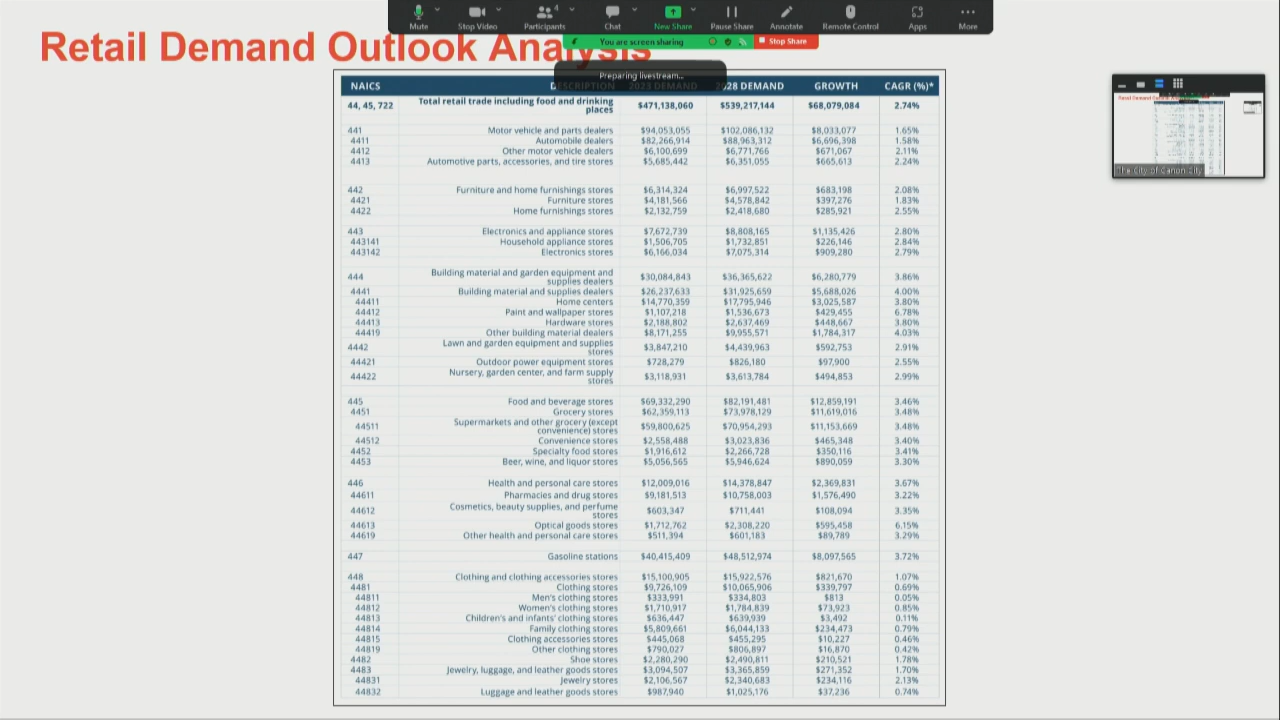 Mute Stop Video Participants 4 Chat New Share Pause Share Annotate Remote Control Apps More
You are screen sharing Stop Share
Retail Demand Outlook Analysis
Preparing livestream...
NAICS DESCRIPTION 2023 DEMAND 2028 DEMAND GROWTH CAGR (%)*
44, 45, 722 Total retail trade including food and drinking places $471,138,060 $539,217,144 $68,079,084 2.74%
441 Motor vehicle and parts dealers $94,053,055 $102,086,132 $8,033,077 1.65%
4411 Automobile dealers $82,266,914 $88,963,312 $6,696,398 1.58%
4412 Other motor vehicle dealers $6,100,699 $6,771,766 $671,067 2.11%
4413 Automotive parts, accessories, and tire stores $5,685,442 $6,351,055 $665,613 2.24%
442 Furniture and home furnishings stores $6,314,324 $6,997,522 $683,198 2.08%
4421 Furniture stores $4,181,566 $4,578,842 $397,276 1.83%
4422 Home furnishings stores $2,132,759 $2,418,680 $285,921 2.55%
443 Electronics and appliance stores $7,672,739 $8,808,165 $1,135,426 2.80%
443141 Household appliance stores $1,506,705 $1,732,851 $226,146 2.84%
443142 Electronics stores $6,166,034 $7,075,314 $909,280 2.79%
444 Building material and garden equipment and supplies dealers $30,084,843 $36,365,622 $6,280,779 3.86%
4441 Building material and supplies dealers $26,237,633 $31,925,659 $5,688,026 4.00%
44411 Home centers $14,770,359 $17,795,946 $3,025,587 3.80%
44412 Paint and wallpaper stores $1,107,218 $1,536,673 $429,455 6.78%
44413 Hardware stores $2,188,802 $2,637,469 $448,667 3.80%
44419 Other building material dealers $8,171,255 $9,955,571 $1,784,317 4.03%
4442 Lawn and garden equipment and supplies stores $3,847,210 $4,439,963 $592,753 2.91%
44421 Outdoor power equipment stores $728,279 $826,180 $97,900 2.55%
44422 Nursery, garden center, and farm supply stores $3,118,931 $3,613,784 $494,853 2.99%
445 Food and beverage stores $69,332,290 $82,191,481 $12,859,191 3.46%
4451 Grocery stores $62,359,113 $73,978,129 $11,619,016 3.48%
44511 Supermarkets and other grocery (except convenience) stores $59,800,625 $70,954,293 $11,153,669 3.48%
44512 Convenience stores $2,558,488 $3,023,836 $465,348 3.40%
4452 Specialty food stores $1,916,612 $2,266,728 $350,116 3.41%
4453 Beer, wine, and liquor stores $5,056,565 $5,946,624 $890,059 3.30%
446 Health and personal care stores $12,009,016 $14,378,847 $2,369,831 3.67%
44611 Pharmacies and drug stores $9,181,513 $10,758,003 $1,576,490 3.22%
44612 Cosmetics, beauty supplies, and perfume stores $603,347 $711,441 $108,094 3.35%
44613 Optical goods stores $1,712,762 $2,308,220 $595,458 6.15%
44619 Other health and personal care stores $511,394 $601,183 $89,789 3.29%
447 Gasoline stations $40,415,409 $48,512,974 $8,097,565 3.72%
448 Clothing and clothing accessories stores $15,100,905 $15,922,576 $821,670 1.07%
4481 Clothing stores $9,726,109 $10,065,906 $339,797 0.69%
44811 Men's clothing stores $333,991 $334,803 $813 0.05%
44812 Women's clothing stores $1,710,917 $1,784,839 $73,923 0.85%
44813 Children's and infants' clothing stores $636,447 $639,939 $3,492 0.11%
44814 Family clothing stores $5,809,661 $6,044,133 $234,473 0.79%
44815 Clothing accessories stores $445,068 $455,295 $10,227 0.46%
44819 Other clothing stores $790,027 $806,897 $16,870 0.42%
4482 Shoe stores $2,280,290 $2,490,811 $210,521 1.78%
4483 Jewelry, luggage, and leather goods stores $3,094,507 $3,365,859 $271,352 1.70%
44831 Jewelry stores $2,106,567 $2,340,683 $234,116 2.13%
44832 Luggage and leather goods stores $987,940 $1,025,176 $37,236 0.74%
The City of Canon City